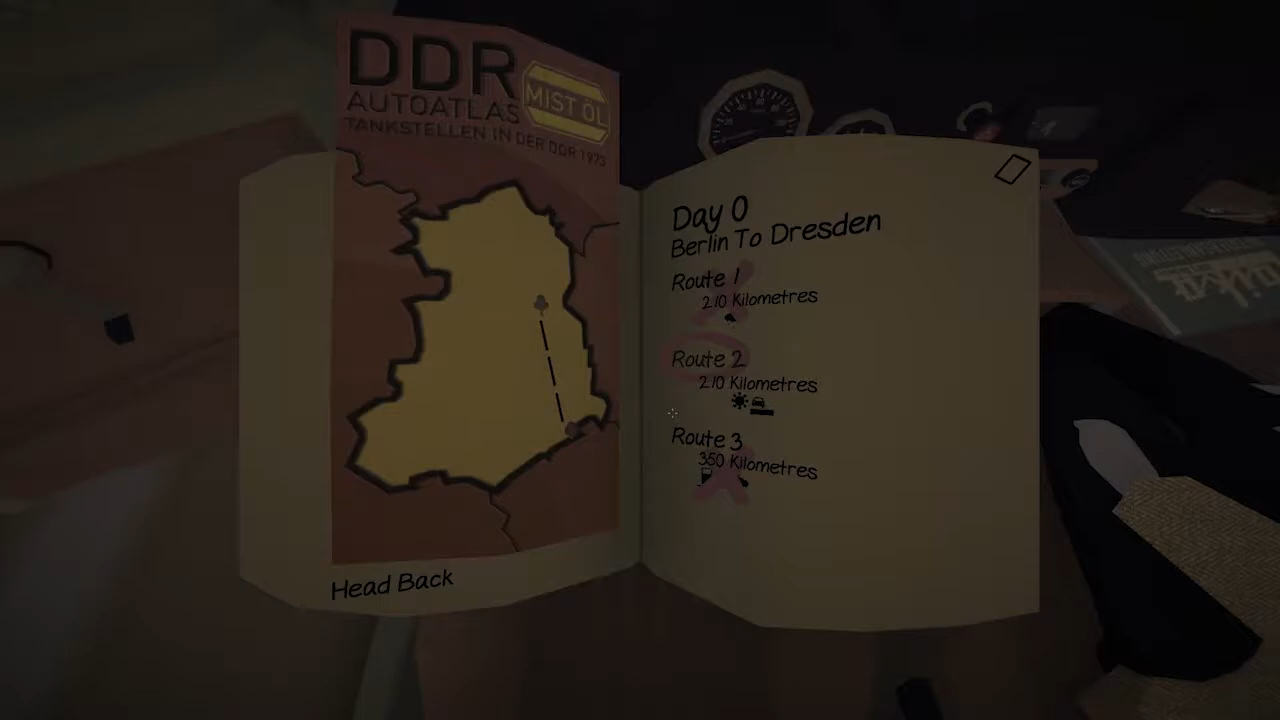 DDR
AUTOATLAS
MIST ÖL
TANKSTELLEN IN DER DDR 1973
Head Back
Day 0
Berlin To Dresden
Route 1
210 Kilometres
Route 2
210 Kilometres
Route 3
350 Kilometres